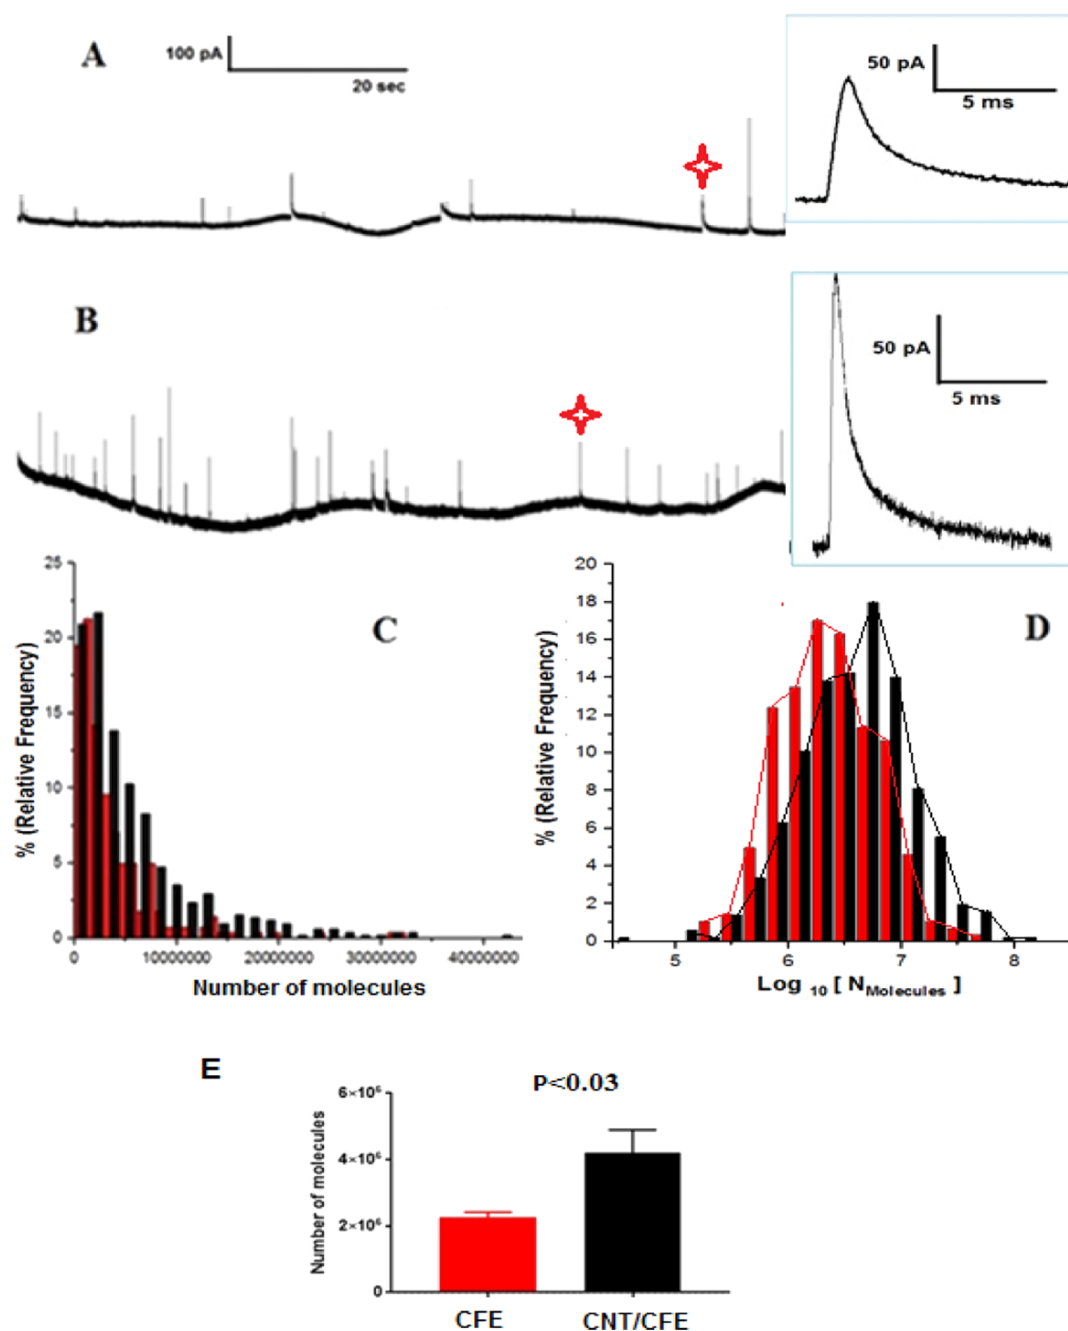 A
100 pA
20 sec
50 pA
5 ms
B
50 pA
5 ms
C
% (Relative Frequency)
25
20
15
10
5
0
0 10000000 20000000 30000000 40000000
Number of molecules
D
% (Relative Frequency)
20
18
16
14
12
10
8
6
4
2
0
5 6 7 8
Log 10 [ NMolecules ]
E
P<0.03
Number of molecules
6×10⁶
4×10⁶
2×10⁶
0
CFE CNT/CFE